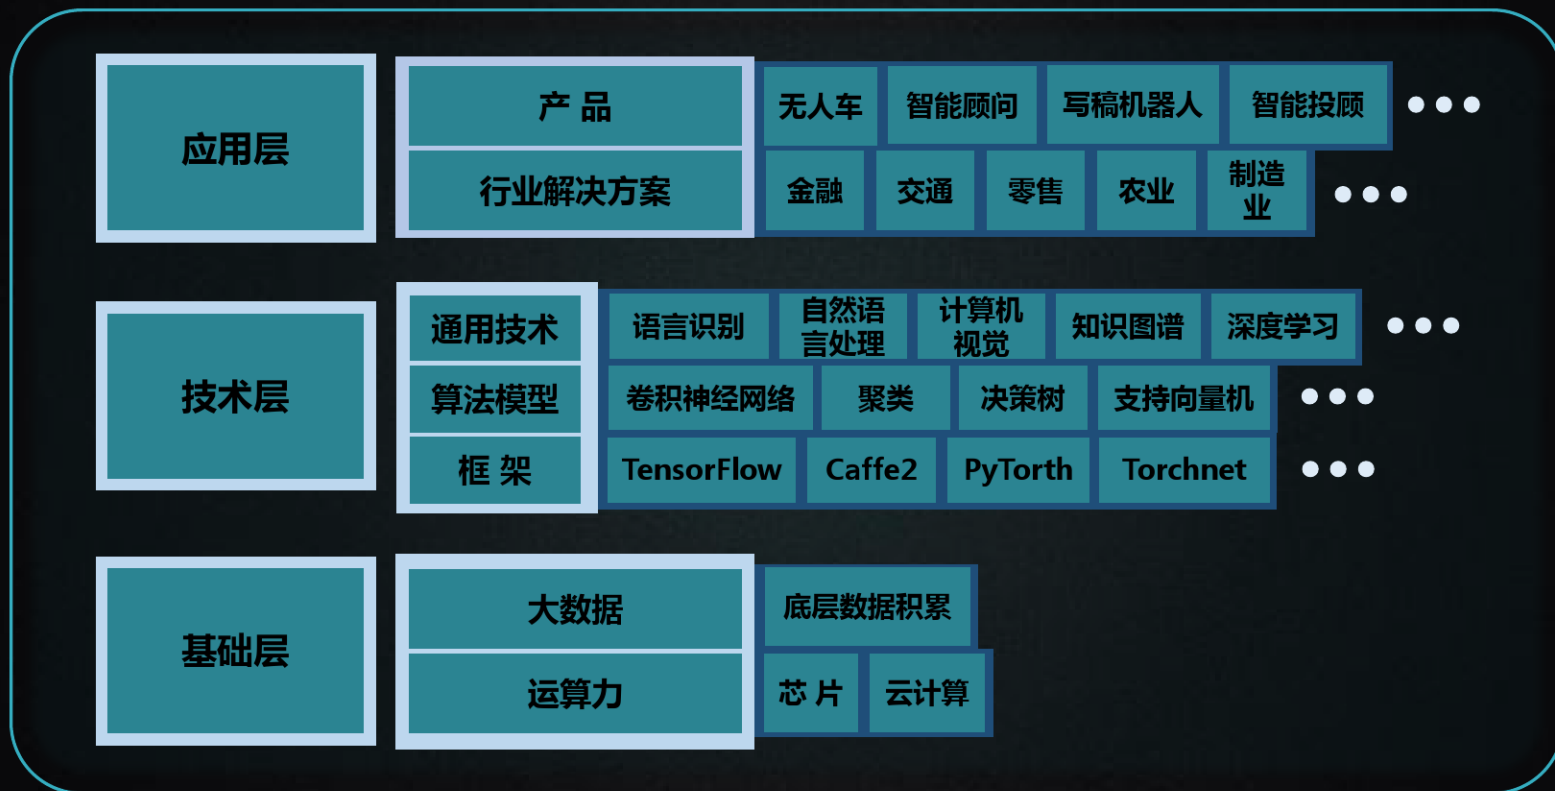 应用层
产 品
无人车
智能顾问
写稿机器人
智能投顾
行业解决方案
金融
交通
零售
农业
制造
业
技术层
通用技术
语言识别
自然语
言处理
计算机
视觉
知识图谱
深度学习
算法模型
卷积神经网络
聚类
决策树
支持向量机
框 架
TensorFlow
Caffe2
PyTorth
Torchnet
基础层
大数据
底层数据积累
运算力
芯 片
云计算